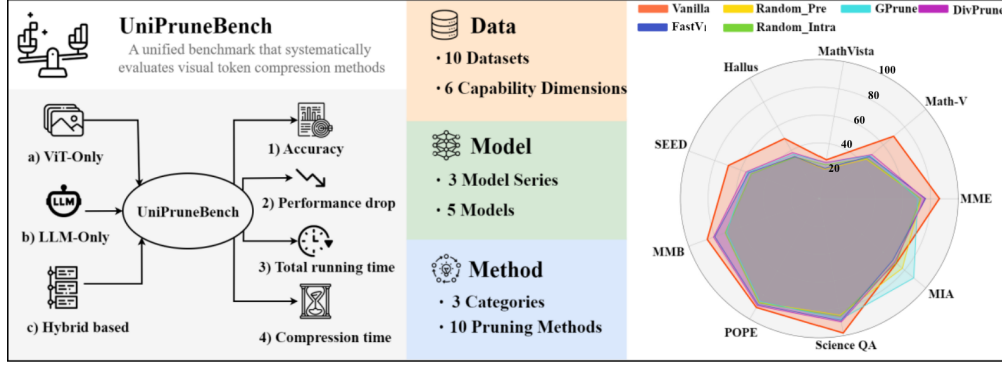 UniPruneBench
A unified benchmark that systematically
evaluates visual token compression methods
a) ViT-Only
b) LLM-Only
LLM
c) Hybrid based
UniPruneBench
1) Accuracy
2) Performance drop
3) Total running time
4) Compression time
Data
· 10 Datasets
· 6 Capability Dimensions
Model
· 3 Model Series
· 5 Models
Method
· 3 Categories
· 10 Pruning Methods
Vanilla Random_Pre GPrune DivPrune
FastV Random_Intra
MathVista
Hallus
100
80
Math-V
60
SEED
40
20
MME
MMB
MIA
POPE
Science QA